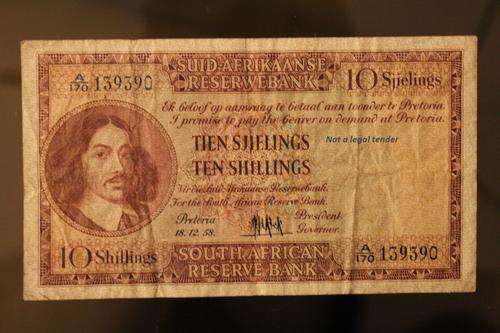 SUID-AFRIKAANSE
RESERWEBANK
A/170 139390
10 Sjielings
Ek beloof op aanvraag te betaal aan toonder te Pretoria.
I promise to pay the bearer on demand at Pretoria.
TIEN SJIELINGS
Not a legal tender
TEN SHILLINGS
Vir die Suid-Afrikaanse Reserwebank.
For the South African Reserve Bank.
Pretoria
President.
18.12.58.
Governor.
10 Shillings
SOUTH AFRICAN
RESERVE BANK
A/170 139390